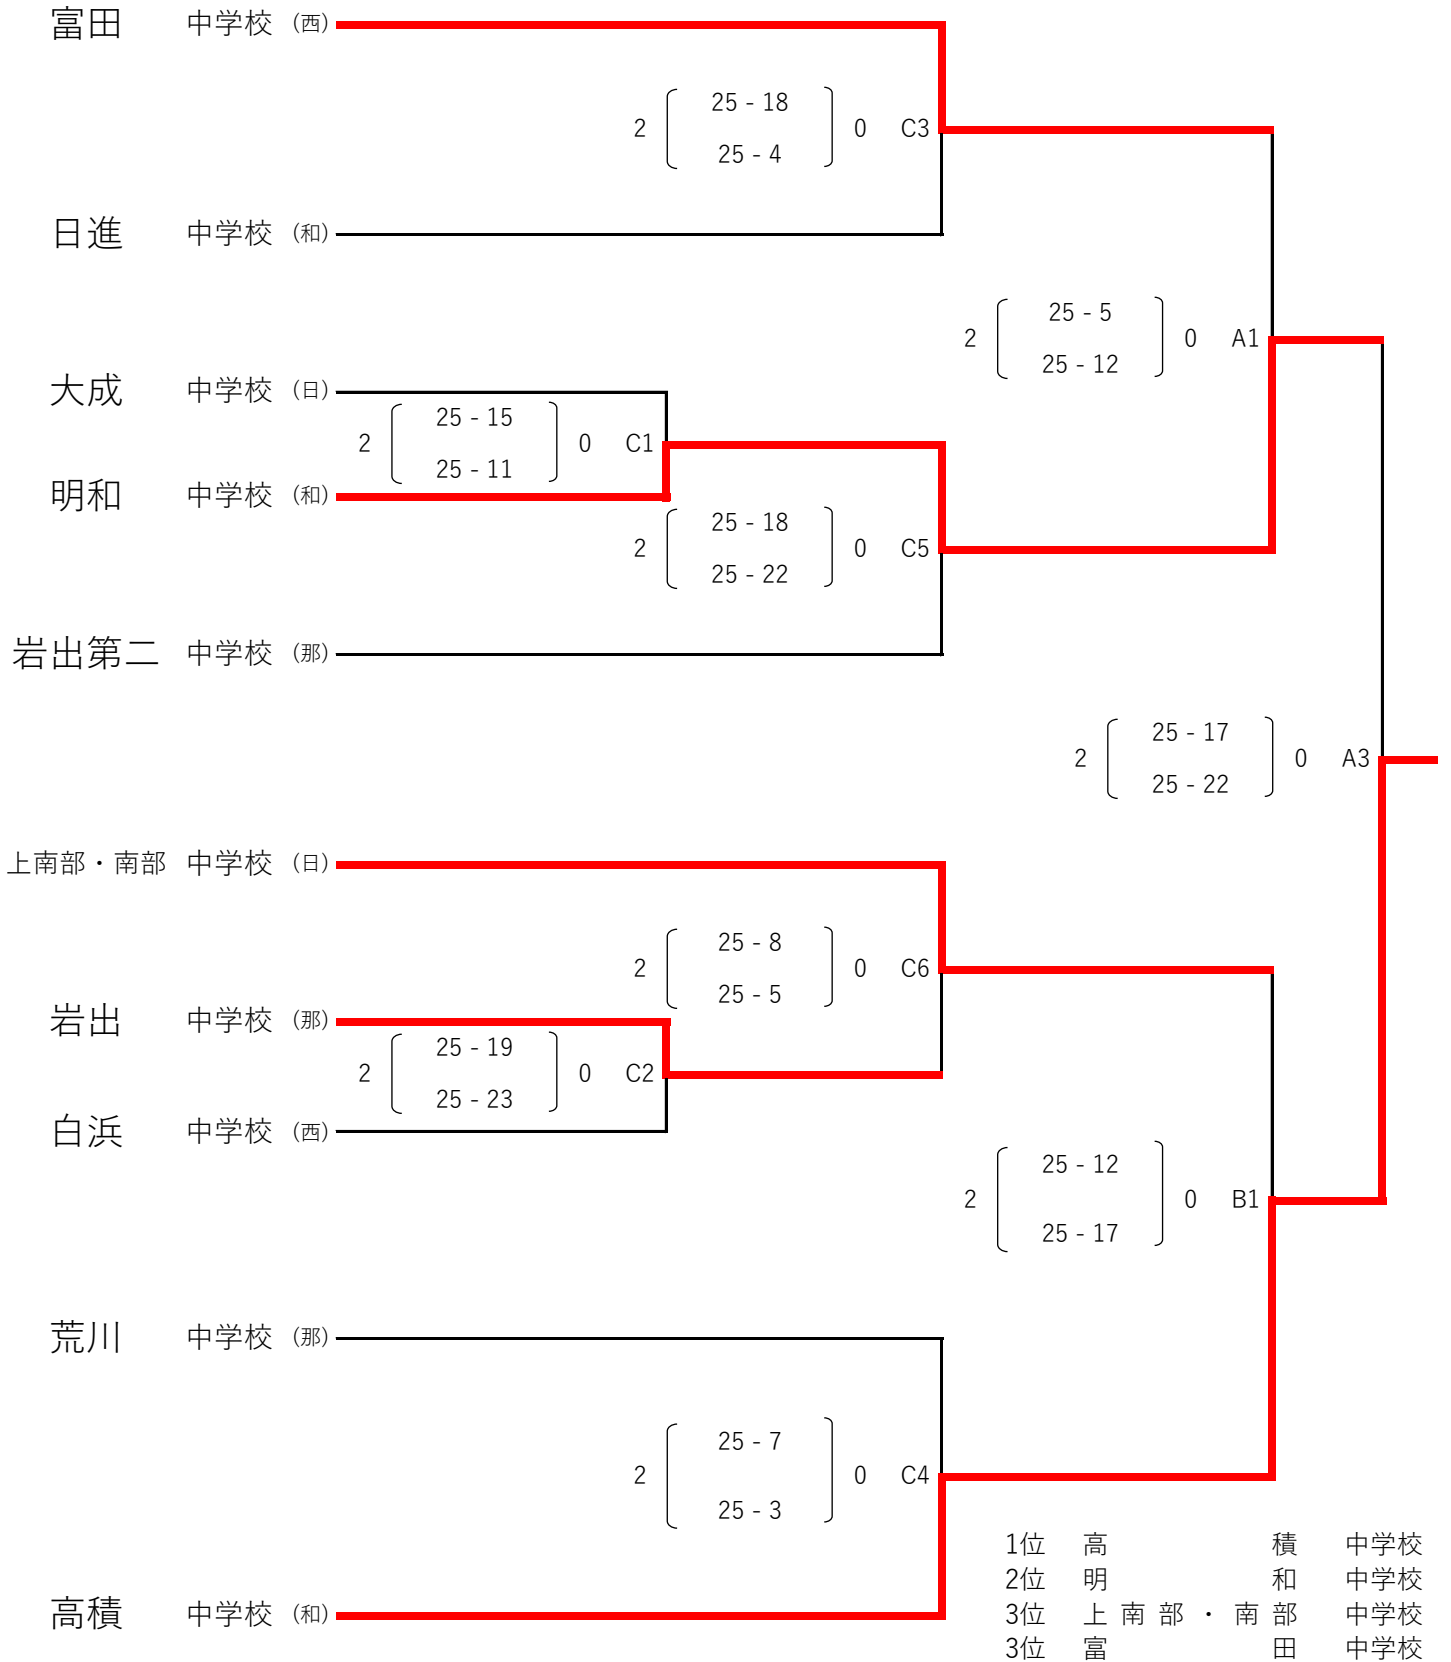 富田 中学校 (西)
25 - 18
2 0 C3
25 - 4
日進 中学校 (和)
25 - 5
2 0 A1
25 - 12
大成 中学校 (日)
25 - 15
2 0 C1
25 - 11
明和 中学校 (和)
25 - 18
2 0 C5
25 - 22
岩出第二 中学校 (那)
25 - 17
2 0 A3
25 - 22
上南部・南部 中学校 (日)
25 - 8
2 0 C6
25 - 5
岩出 中学校 (那)
25 - 19
2 0 C2
25 - 23
白浜 中学校 (西)
25 - 12
2 0 B1
25 - 17
荒川 中学校 (那)
25 - 7
2 0 C4
25 - 3
高積 中学校 (和)
1位 高積 中学校
2位 明和 中学校
3位 上南部・南部 中学校
3位 富田 中学校